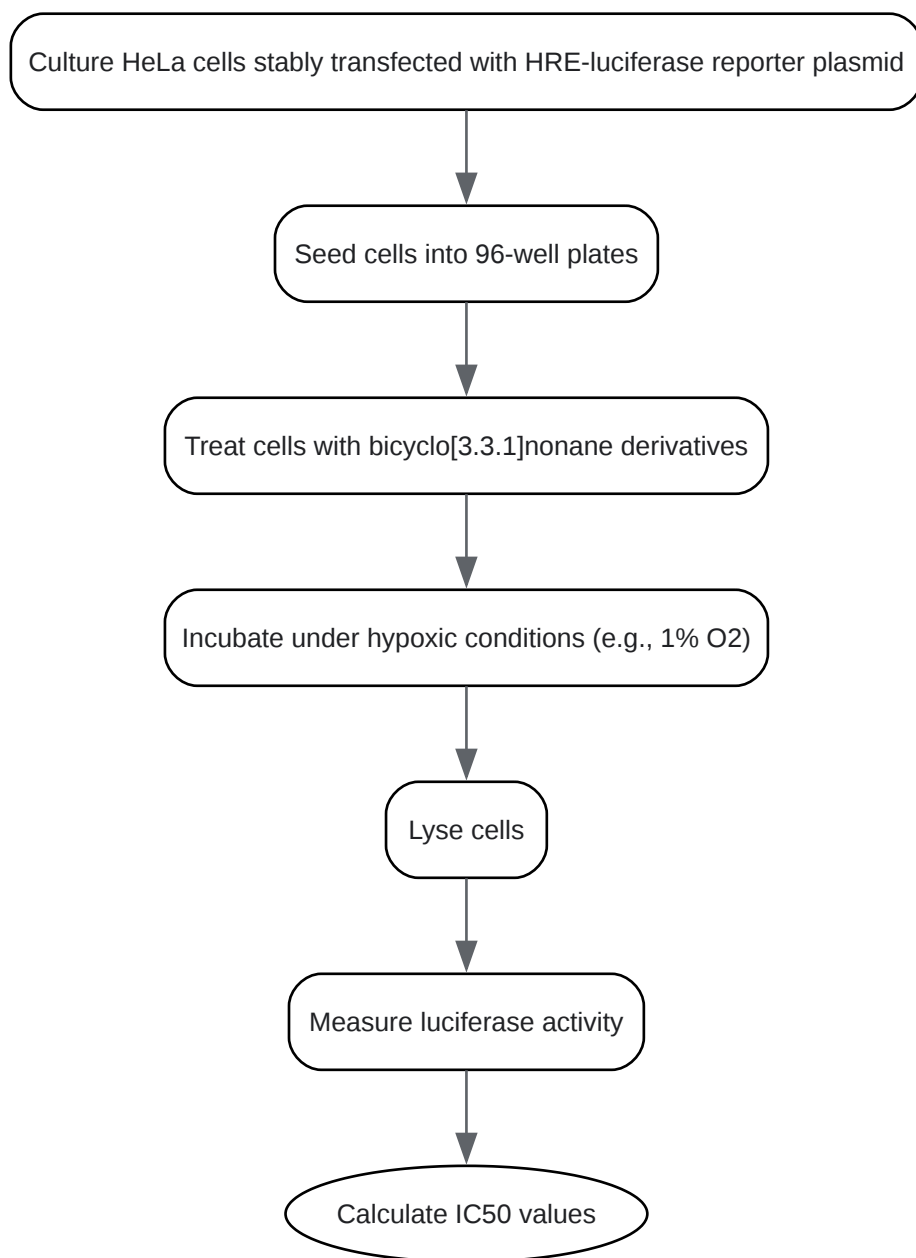 Culture HeLa cells stably transfected with HRE-luciferase reporter plasmid
Seed cells into 96-well plates
Treat cells with bicyclo[3.3.1]nonane derivatives
Incubate under hypoxic conditions (e.g., 1% O2)
Lyse cells
Measure luciferase activity
Calculate IC50 values